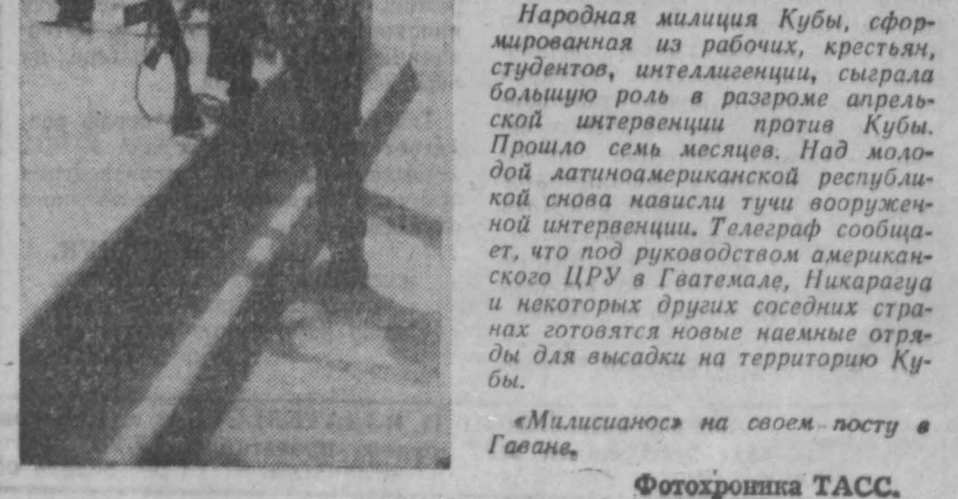 Народная милиция Кубы, сфор-
мированная из рабочих, крестьян,
студентов, интеллигенции, сыграла
большую роль в разгроме апрель-
ской интервенции против Кубы.
Прошло семь месяцев. Над моло-
дой латиноамериканской республи-
кой снова нависли тучи вооружен-
ной интервенции. Телеграф сообща-
ет, что под руководством американ-
ского ЦРУ в Гватемале, Никарагуа
и некоторых других соседних стра-
нах готовятся новые наемные отря-
ды для высадки на территорию Ку-
бы.
«Милисианос» на своем посту в
Гаване.
Фотохроника ТАСС.